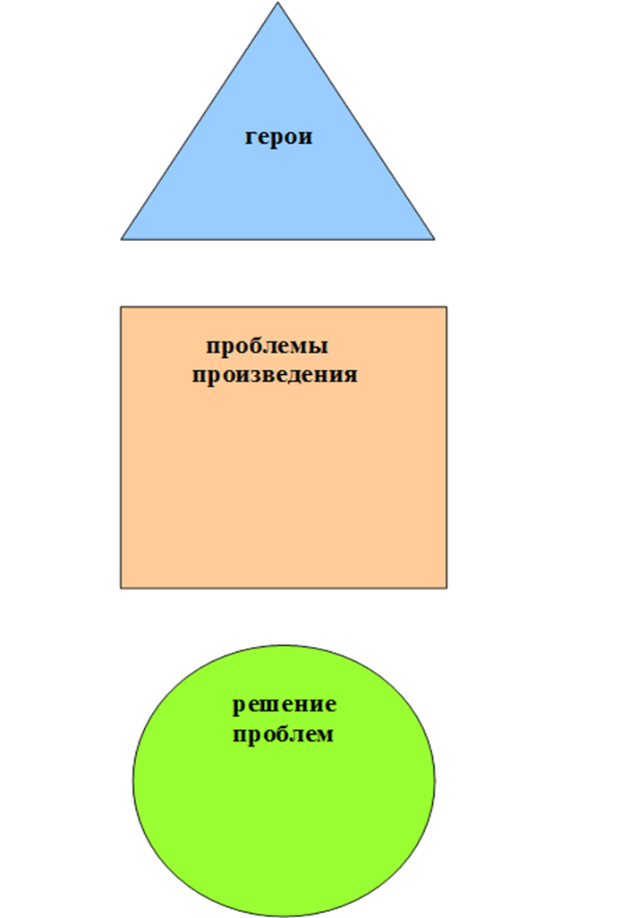 герои
проблемы
произведения
решение
проблем